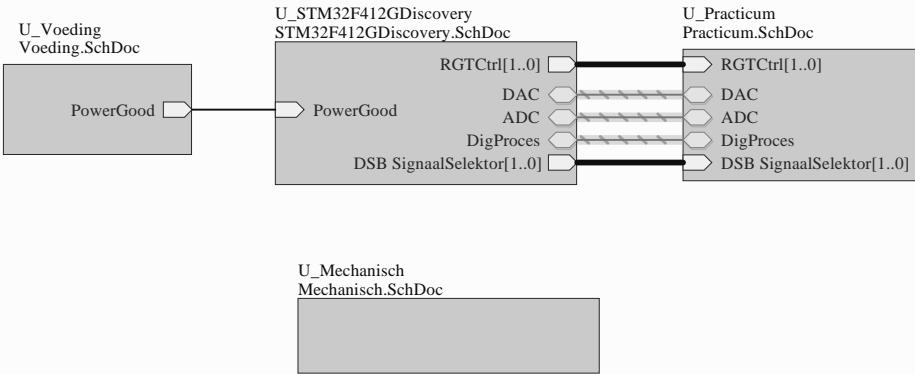 U_Voeding
Voeding.SchDoc
PowerGood
U_STM32F412GDiscovery
STM32F412GDiscovery.SchDoc
PowerGood
RGTCtrl[1..0]
DAC
ADC
DigProces
DSB SignaalSelektor[1..0]
U_Practicum
Practicum.SchDoc
RGTCtrl[1..0]
DAC
ADC
DigProces
DSB SignaalSelektor[1..0]
U_Mechanisch
Mechanisch.SchDoc